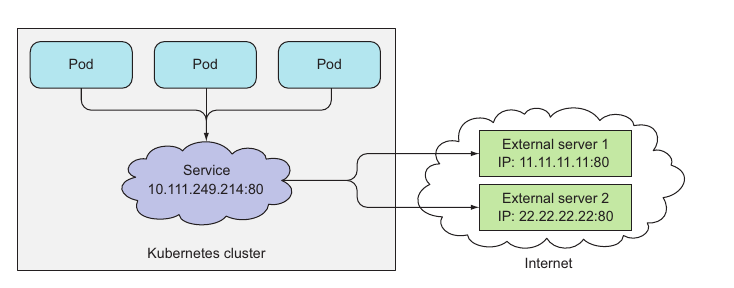 Pod
Pod
Pod
Service
10.111.249.214:80
Kubernetes cluster
External server 1
IP: 11.11.11.11:80
External server 2
IP: 22.22.22.22:80
Internet